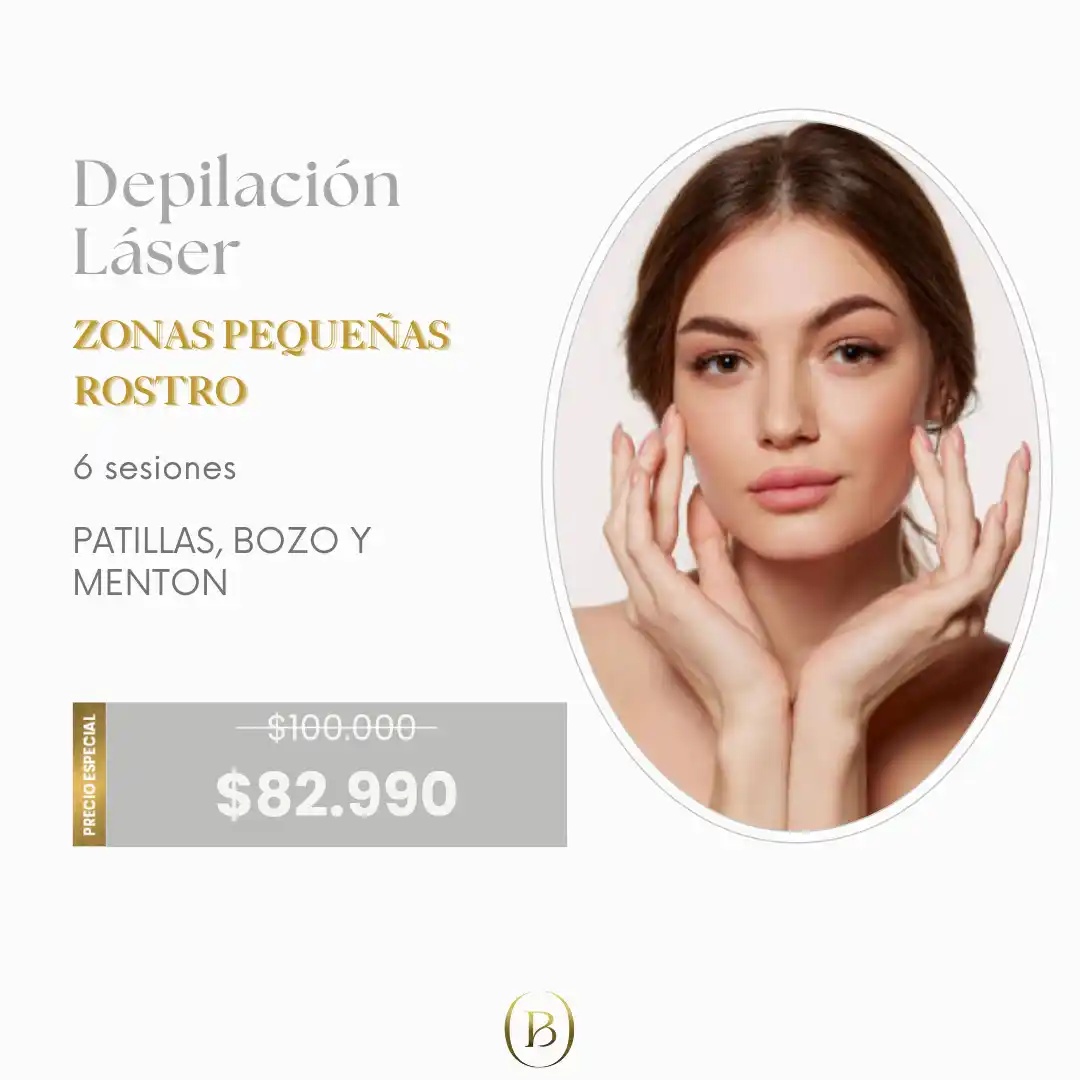 Depilación
Láser
ZONAS PEQUEÑAS
ROSTRO
6 sesiones
PATILLAS, BOZO Y
MENTON
PRECIO ESPECIAL
$100.000
$82.990
B